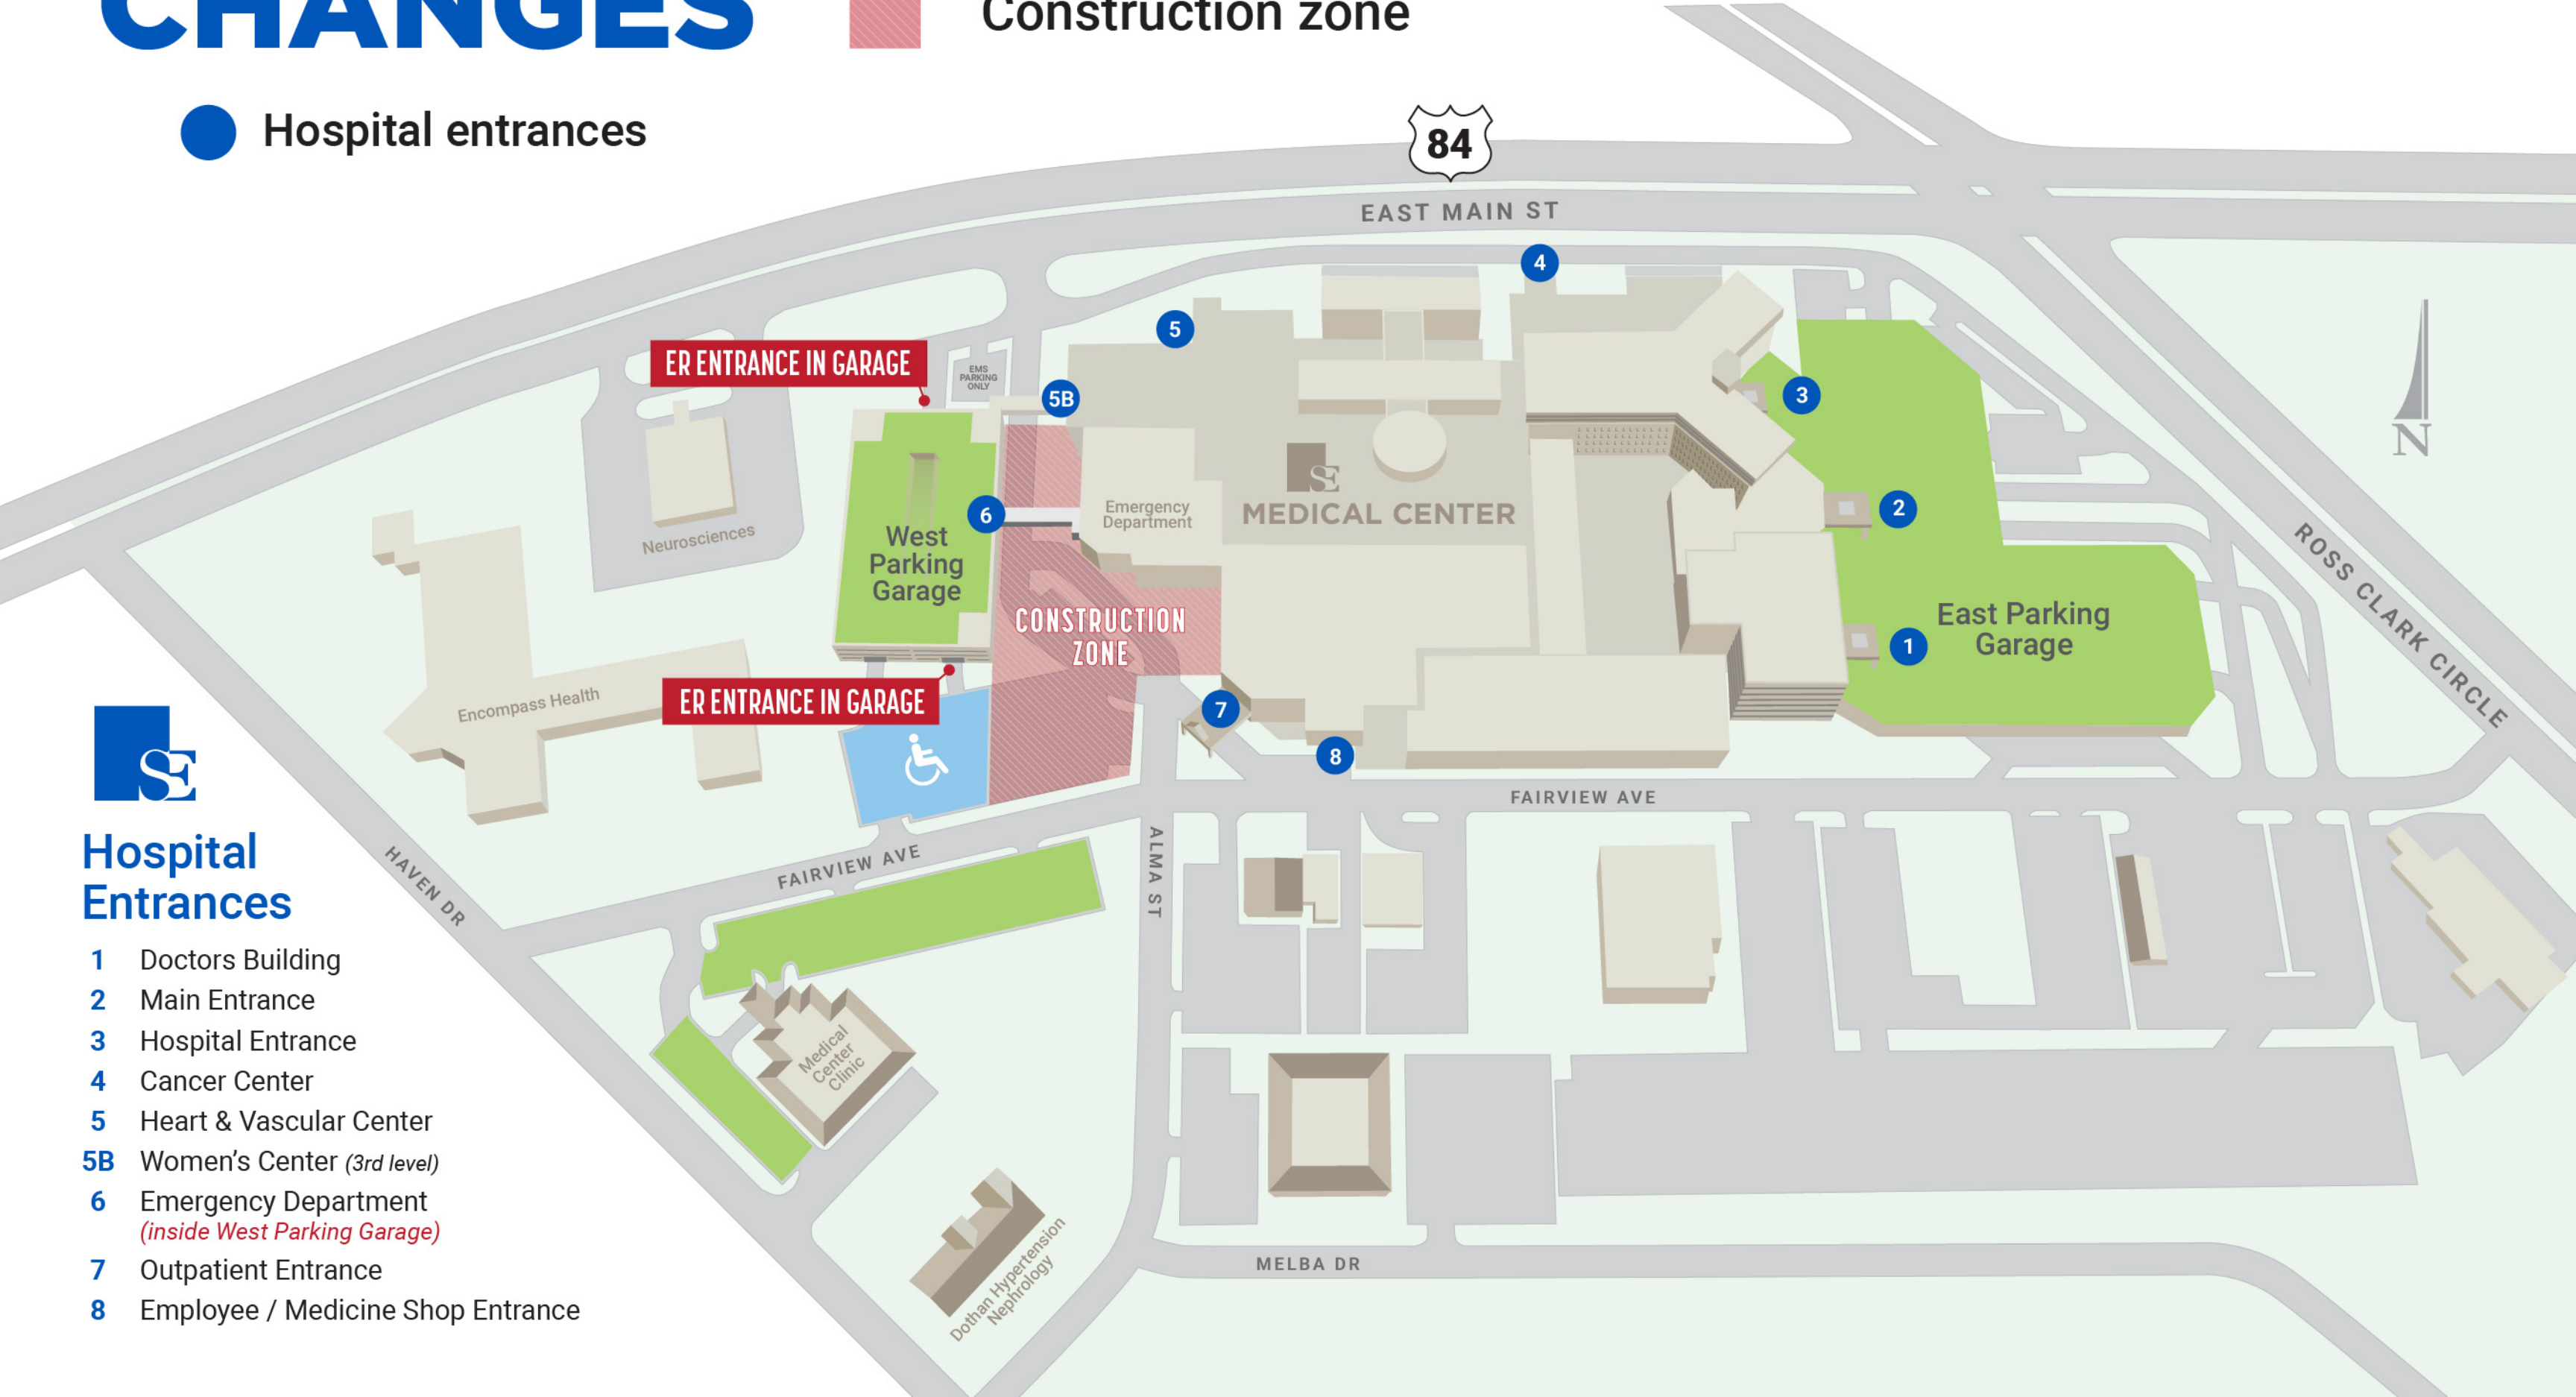 CHANGES
Construction zone
Hospital entrances
84
EAST MAIN ST
4
5
ER ENTRANCE IN GARAGE
EMS
PARKING
ONLY
5B
3
N
SE
MEDICAL CENTER
Emergency
Department
6
2
West
Parking
Garage
Neurosciences
ROSS CLARK CIRCLE
CONSTRUCTION
ZONE
East Parking
Garage
1
Encompass Health
ER ENTRANCE IN GARAGE
7
8
FAIRVIEW AVE
FAIRVIEW AVE
HAVEN DR
ALMA ST
Medical
Center
Clinic
Dothan Hypertension
Nephrology
MELBA DR
SE
Hospital
Entrances
1 Doctors Building
2 Main Entrance
3 Hospital Entrance
4 Cancer Center
5 Heart & Vascular Center
5B Women’s Center (3rd level)
6 Emergency Department
(inside West Parking Garage)
7 Outpatient Entrance
8 Employee / Medicine Shop Entrance